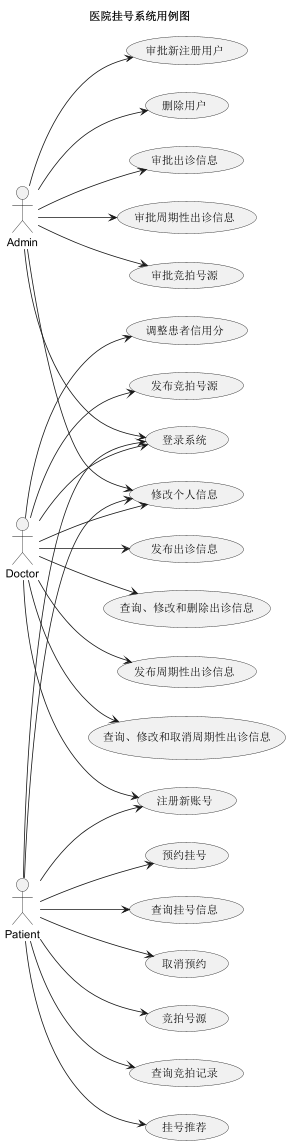 医院挂号系统用例图
审批新注册用户
删除用户
审批出诊信息
审批周期性出诊信息
审批竞拍号源
Admin
调整患者信用分
发布竞拍号源
登录系统
修改个人信息
发布出诊信息
Doctor
查询、修改和删除出诊信息
发布周期性出诊信息
查询、修改和取消周期性出诊信息
注册新账号
预约挂号
查询挂号信息
Patient
取消预约
竞拍号源
查询竞拍记录
挂号推荐